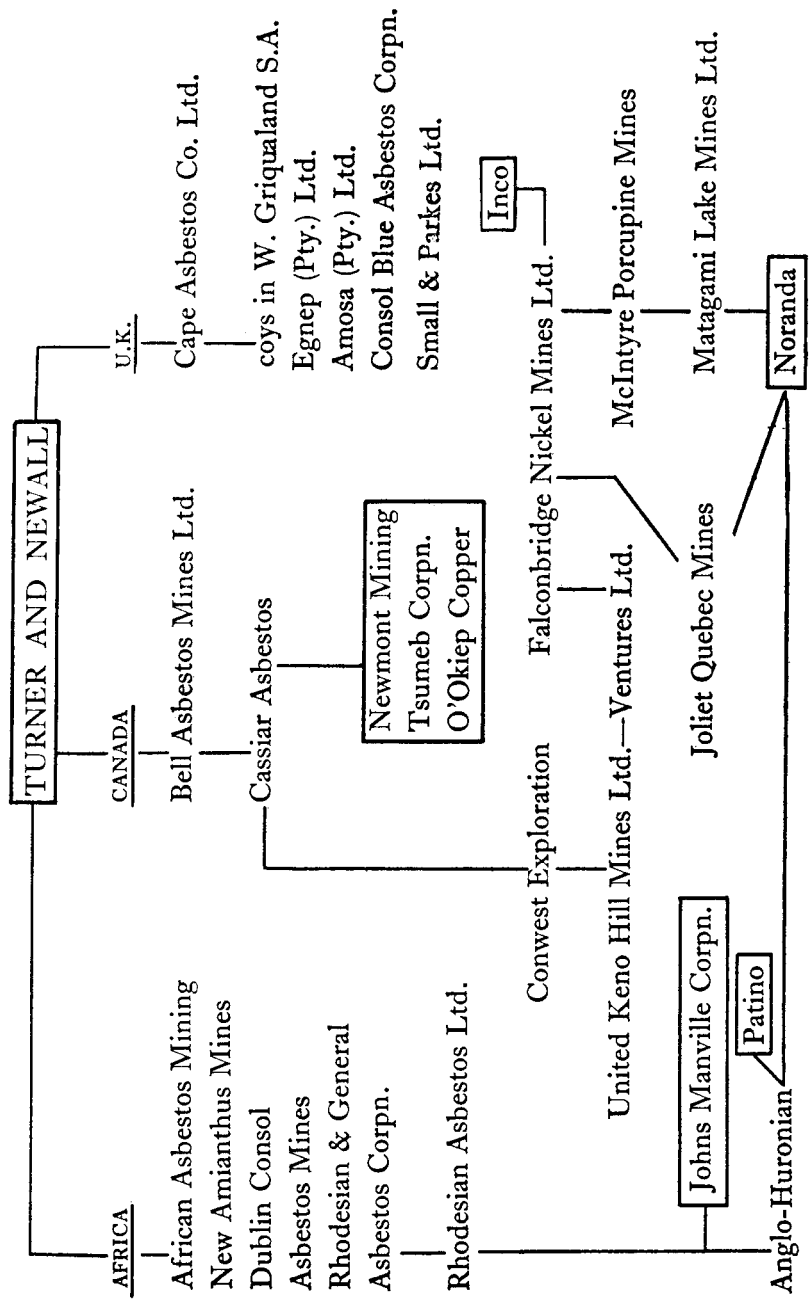 TURNER AND NEWALL
AFRICA
African Asbestos Mining
New Amianthus Mines
Dublin Consol
Asbestos Mines
Rhodesian & General
Asbestos Corpn.
Rhodesian Asbestos Ltd.
CANADA
Bell Asbestos Mines Ltd.
Cassiar Asbestos
Newmont Mining
Tsumeb Corpn.
O'Okiep Copper
U.K.
Cape Asbestos Co. Ltd.
coys in W. Griqualand S.A.
Egnep (Pty.) Ltd.
Amosa (Pty.) Ltd.
Consol Blue Asbestos Corpn.
Small & Parkes Ltd.
Inco
Conwest Exploration
Falconbridge Nickel Mines Ltd.
United Keno Hill Mines Ltd.—Ventures Ltd.
McIntyre Porcupine Mines
Johns Manville Corpn.
Joliet Quebec Mines
Matagami Lake Mines Ltd.
Patino
Anglo-Huronian
Noranda